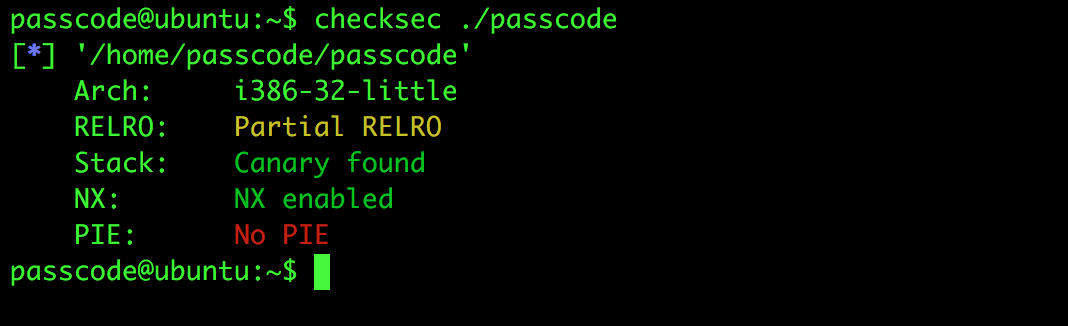 passcode@ubuntu:~$ checksec ./passcode
[*] '/home/passcode/passcode'
    Arch:     i386-32-little
    RELRO:    Partial RELRO
    Stack:    Canary found
    NX:       NX enabled
    PIE:      No PIE
passcode@ubuntu:~$